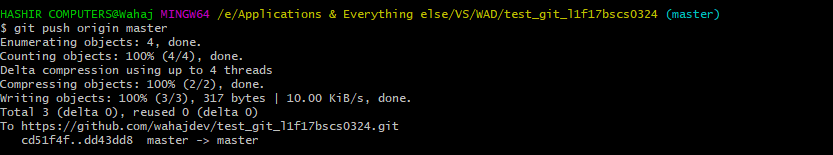 HASHIR COMPUTERS@Wahaj MINGW64 /e/Applications & Everything else/VS/WAD/test_git_l1f17bscs0324 (master)
$ git push origin master
Enumerating objects: 4, done.
Counting objects: 100% (4/4), done.
Delta compression using up to 4 threads
Compressing objects: 100% (2/2), done.
Writing objects: 100% (3/3), 317 bytes | 10.00 KiB/s, done.
Total 3 (delta 0), reused 0 (delta 0)
To https://github.com/wahajdev/test_git_l1f17bscs0324.git
   cd51f4f..dd43dd8  master -> master